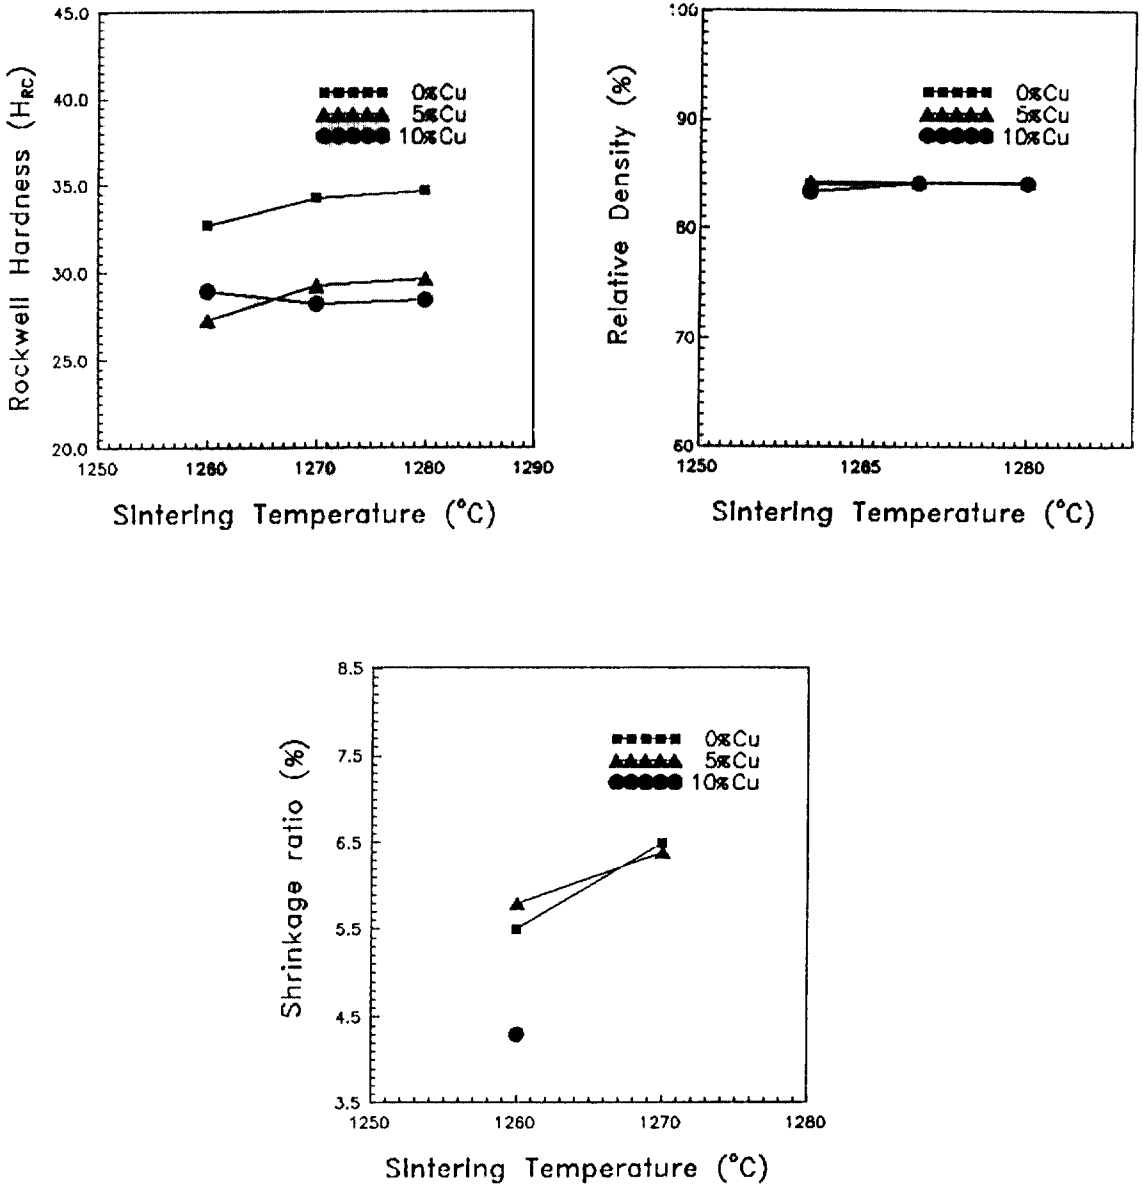 Rockwell Hardness (HRC)
45.0
40.0
35.0
30.0
25.0
20.0
0%Cu
5%Cu
10%Cu
1250 1260 1270 1280 1290
Sintering Temperature (°C)
Relative Density (%)
100
90
80
70
60
0%Cu
5%Cu
10%Cu
1250 1265 1280
Sintering Temperature (°C)
Shrinkage ratio (%)
8.5
7.5
6.5
5.5
4.5
3.5
0%Cu
5%Cu
10%Cu
1250 1260 1270 1280
Sintering Temperature (°C)